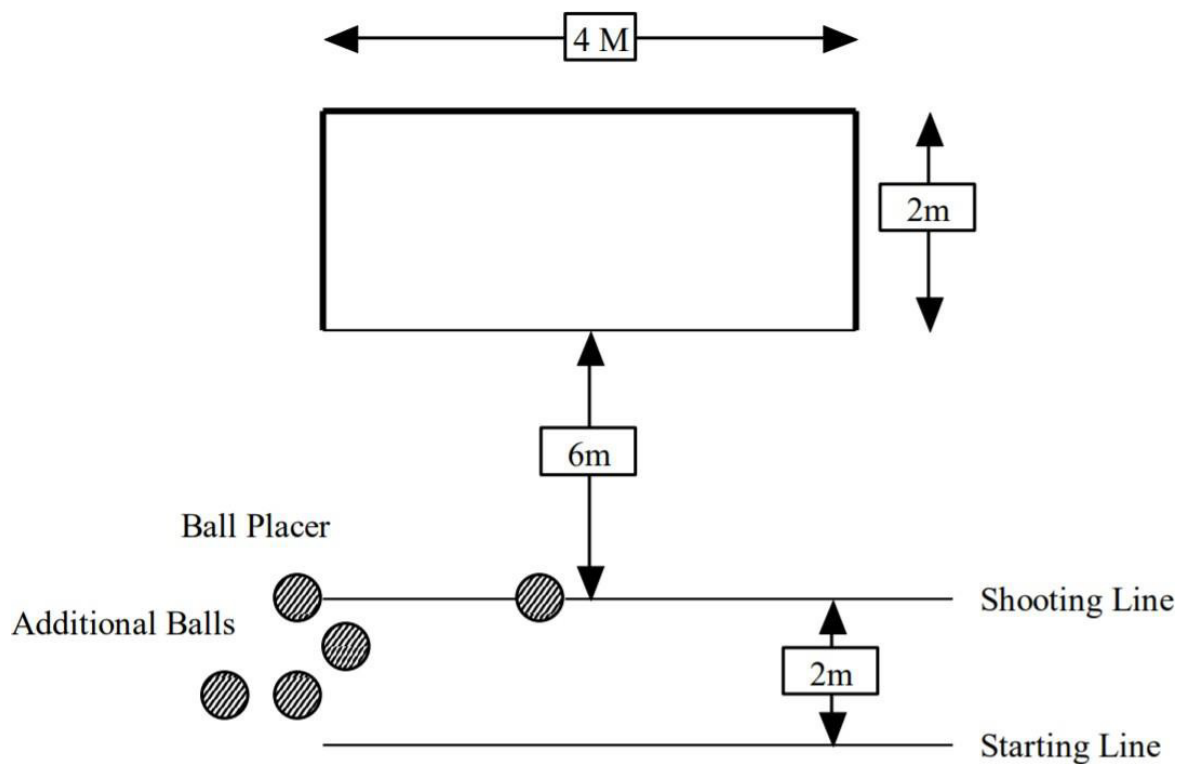 4 M
2m
6m
Ball Placer
Additional Balls
Shooting Line
2m
Starting Line